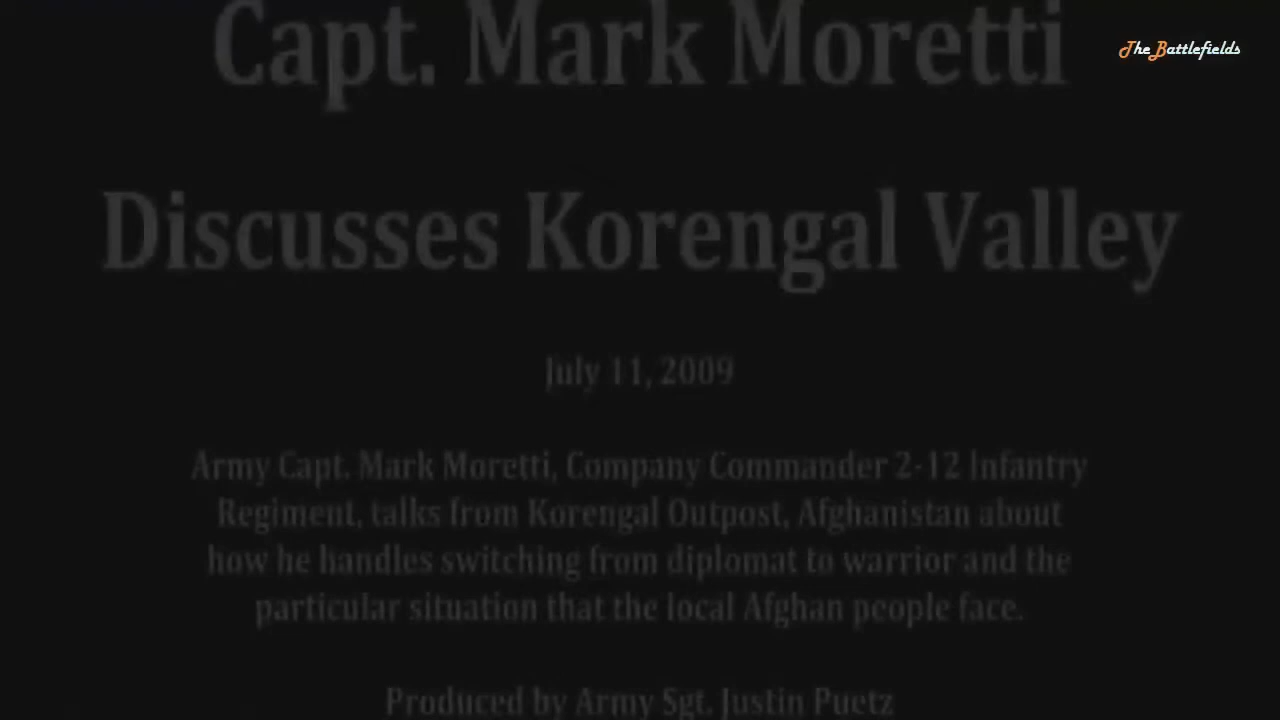 Capt. Mark Moretti
The Battlefields
Discusses Korengal Valley
July 11, 2009
Army Capt. Mark Moretti, Company Commander 2-12 Infantry
Regiment, talks from Korengal Outpost, Afghanistan about
how he handles switching from diplomat to warrior and the
particular situation that the local Afghan people face.
Produced by Army Sgt. Justin Puetz